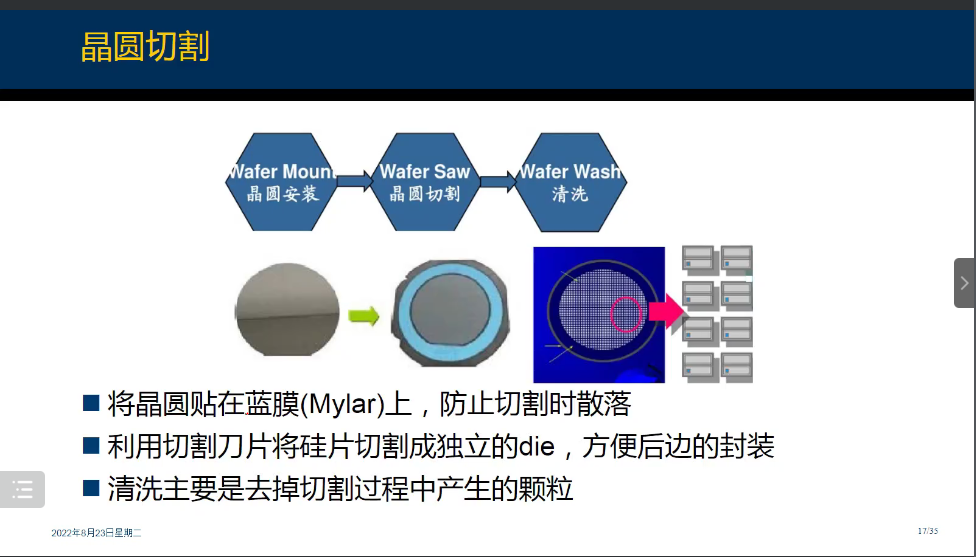 晶圆切割
Wafer Mount
晶圆安装
Wafer Saw
晶圆切割
Wafer Wash
清洗
将晶圆贴在蓝膜(Mylar)上，防止切割时散落
利用切割刀片将硅片切割成独立的die，方便后边的封装
清洗主要是去掉切割过程中产生的颗粒
2022年8月23日星期二
17/35